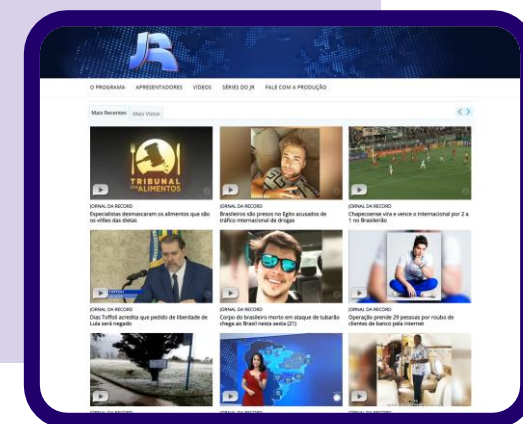 JR
O PROGRAMA APRESENTADORES VÍDEOS SÉRIES DO JR FALE COM A PRODUÇÃO
Mais Recentes Mais Vistos
TRIBUNAL
DOS ALIMENTOS
JORNAL DA RECORD
Especialistas desmascaram os alimentos que são
os vilões das dietas
JORNAL DA RECORD
Brasileiros são presos no Egito acusados de
tráfico internacional de drogas
JORNAL DA RECORD
Chapecoense vira e vence o Internacional por 2 a
1 no Brasileirão
JORNAL DA RECORD
Dias Toffoli acredita que pedido de liberdade de
Lula será negado
JORNAL DA RECORD
Corpo do brasileiro morto em ataque de tubarão
chega ao Brasil nesta sexta (21)
JORNAL DA RECORD
Operação prende 29 pessoas por roubo de
clientes de banco pela internet